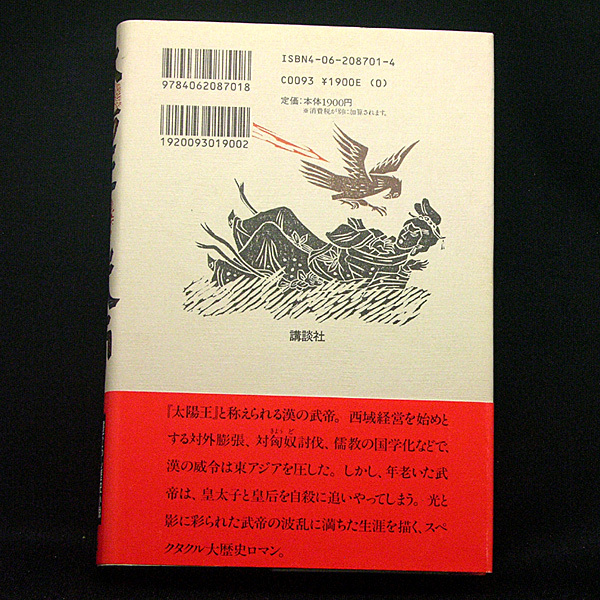 ISBN4-06-208701-4
C0093 ¥1900E (0)
定価：本体1900円
※消費税が別に加算されます。
9784062087018
1920093019002
講談社
『太陽王』と称えられる漢の武帝。西域経営を始めと
する対外膨張、対匈奴討伐、儒教の国学化などで、
漢の威令は東アジアを圧した。しかし、年老いた武
帝は、皇太子と皇后を自殺に追いやってしまう。光と
影に彩られた武帝の波乱に満ちた生涯を描く、スペ
クタクル大歴史ロマン。